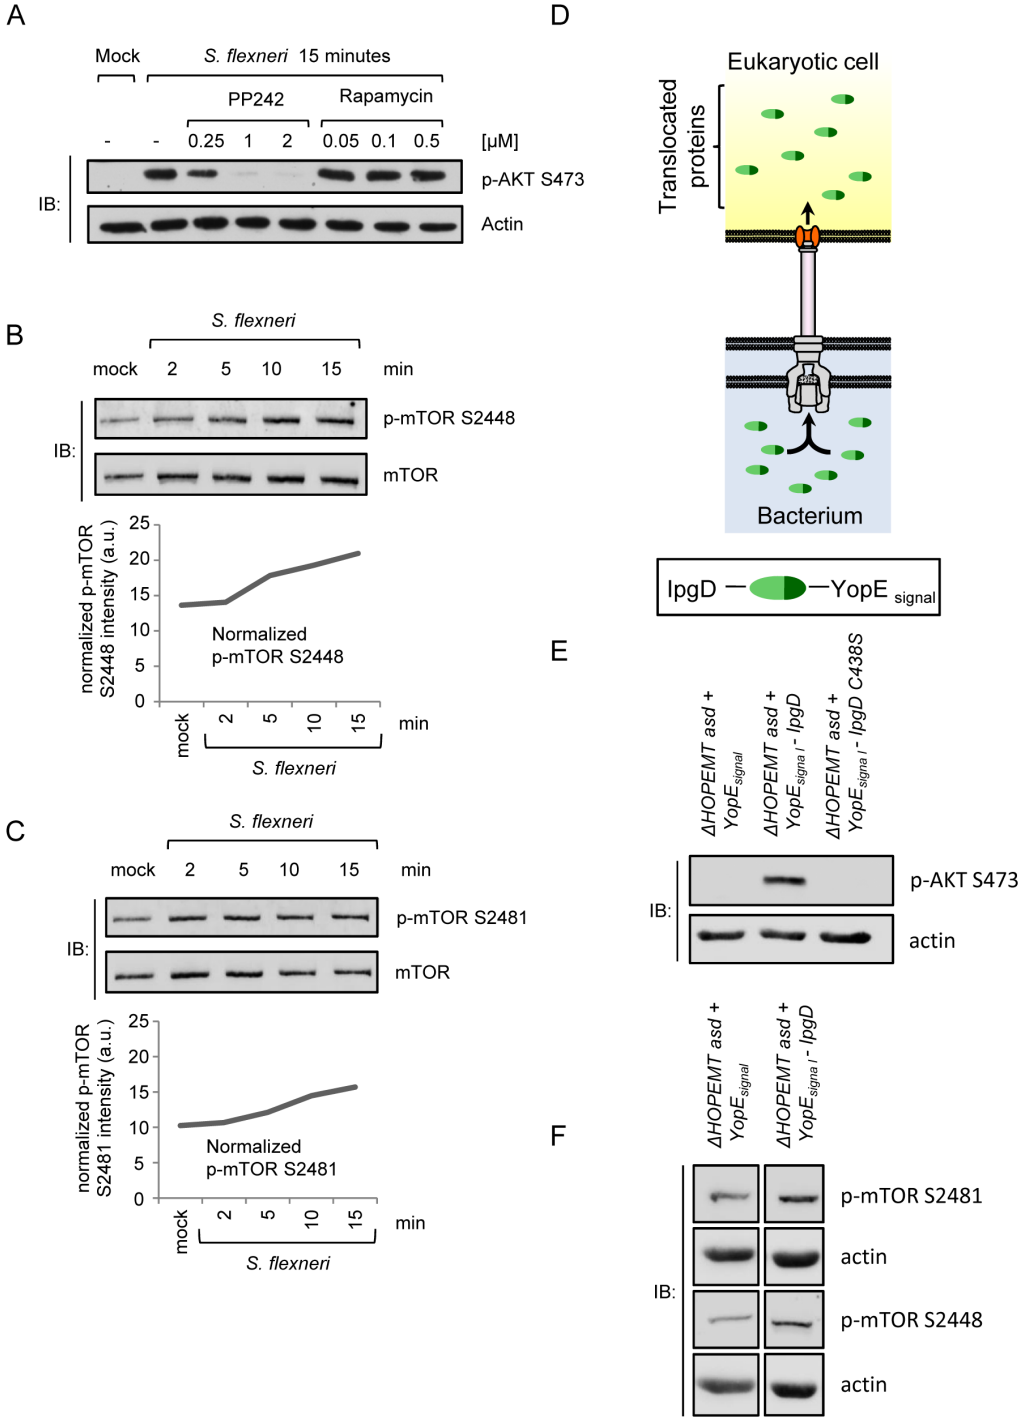 A
Mock
S. flexneri 15 minutes
PP242
Rapamycin
- - 0.25 1 2 0.05 0.1 0.5 [µM]
IB:
p-AKT S473
Actin
B
S. flexneri
mock 2 5 10 15 min
IB:
p-mTOR S2448
mTOR
normalized p-mTOR
S2448 intensity (a.u.)
25
20
15
10
5
0
Normalized
p-mTOR S2448
mock 2 5 10 15 min
S. flexneri
C
S. flexneri
mock 2 5 10 15 min
IB:
p-mTOR S2481
mTOR
normalized p-mTOR
S2481 intensity (a.u.)
25
20
15
10
5
0
Normalized
p-mTOR S2481
mock 2 5 10 15 min
S. flexneri
D
Eukaryotic cell
Translocated
proteins
Bacterium
IpgD — — YopE signal
E
ΔHOPEMT asd +
YopEsignal
ΔHOPEMT asd +
YopEsigna l - IpgD
ΔHOPEMT asd +
YopEsigna l - IpgD C438S
IB:
p-AKT S473
actin
F
ΔHOPEMT asd +
YopEsignal
ΔHOPEMT asd +
YopEsigna l - IpgD
IB:
p-mTOR S2481
actin
p-mTOR S2448
actin